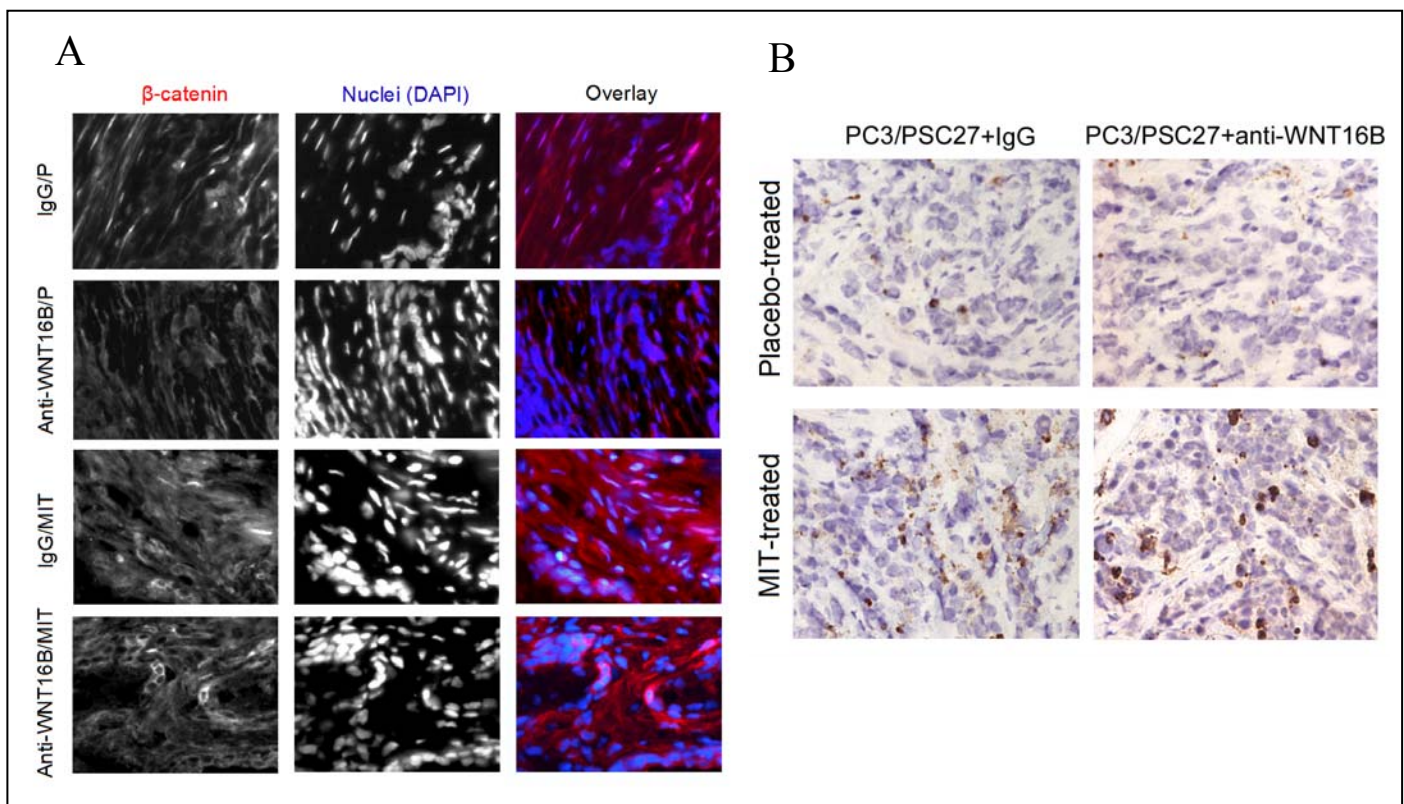 A
β-catenin
Nuclei (DAPI)
Overlay
IgG/P
Anti-WNT16B/P
IgG/MIT
Anti-WNT16B/MIT
B
PC3/PSC27+IgG
PC3/PSC27+anti-WNT16B
Placebo-treated
MIT-treated